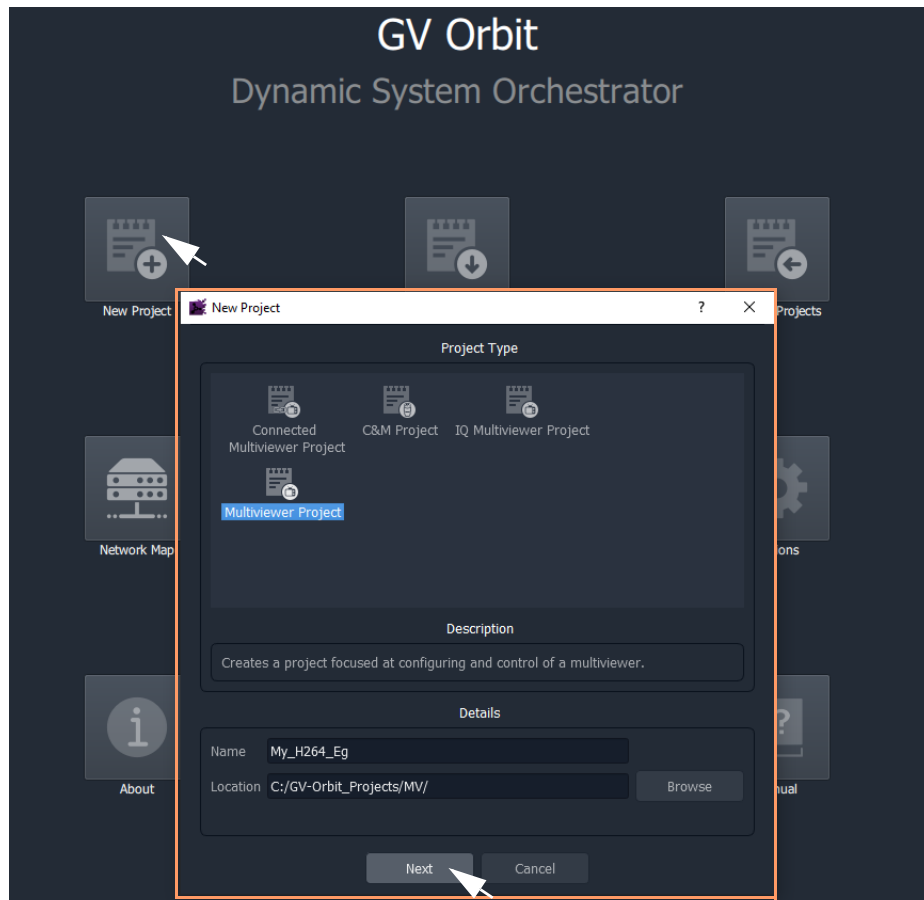 GV Orbit
Dynamic System Orchestrator
New Project
Projects
New Project
?
Project Type
Connected
Multiviewer Project
C&M Project
IQ Multiviewer Project
Multiviewer Project
Network Map
Description
Creates a project focused at configuring and control of a multiviewer.
Details
Name My_H264_Eg
Location C:/GV-Orbit_Projects/MV/ Browse
About
Next Cancel